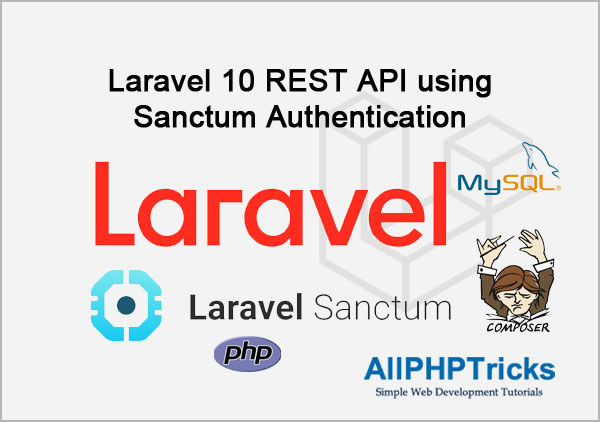 Laravel 10 REST API using
Sanctum Authentication
Laravel
MySQL®
Laravel Sanctum
COMPOSER
php
AllPHPTricks
Simple Web Development Tutorials